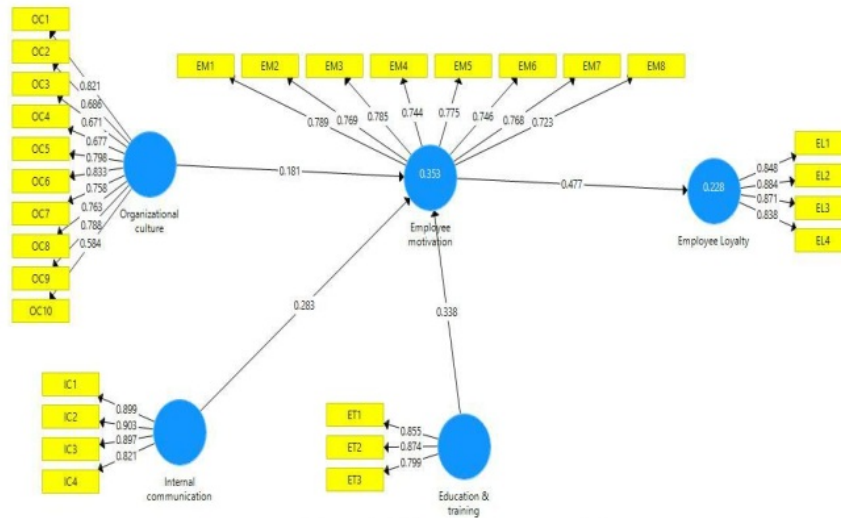 OC1
OC2
OC3
OC4
OC5
OC6
OC7
OC8
OC9
OC10
0.821
0.686
0.671
0.677
0.798
0.833
0.758
0.763
0.788
0.584
Organizational
culture
EM1
EM2
EM3
EM4
EM5
EM6
EM7
EM8
0.789
0.769
0.785
0.744
0.775
0.746
0.768
0.723
0.181
0.353
Employee
motivation
0.477
0.228
Employee Loyalty
0.848
0.884
0.871
0.838
EL1
EL2
EL3
EL4
0.283
0.338
IC1
IC2
IC3
IC4
0.899
0.903
0.897
0.821
Internal
communication
ET1
ET2
ET3
0.855
0.874
0.799
Education &
training